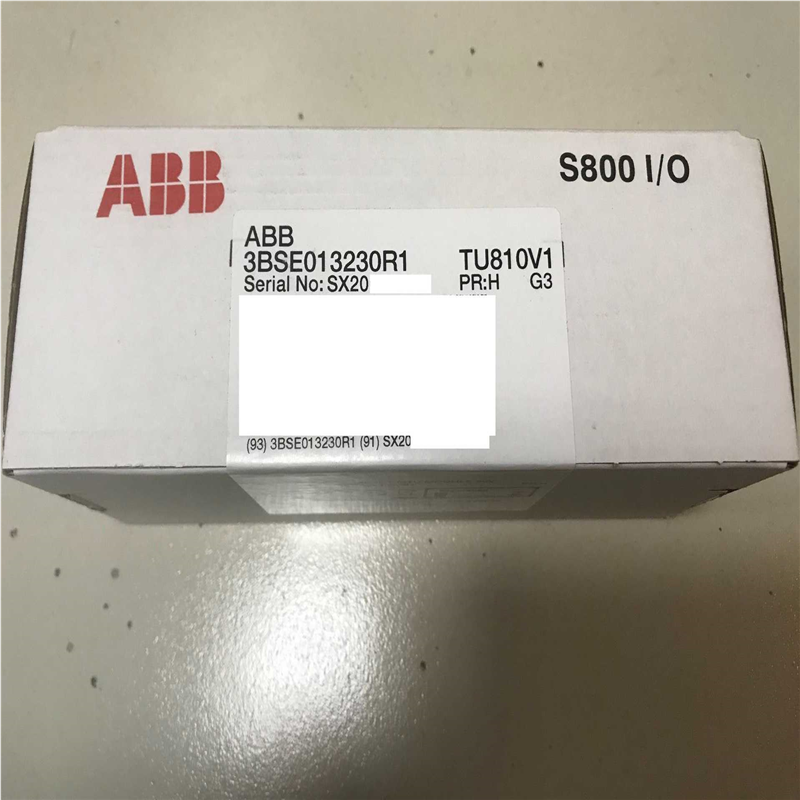 ABB
S800 I/O
ABB
3BSE013230R1 TU810V1
Serial No: SX20 PR:H G3
(93) 3BSE013230R1 (91) SX20